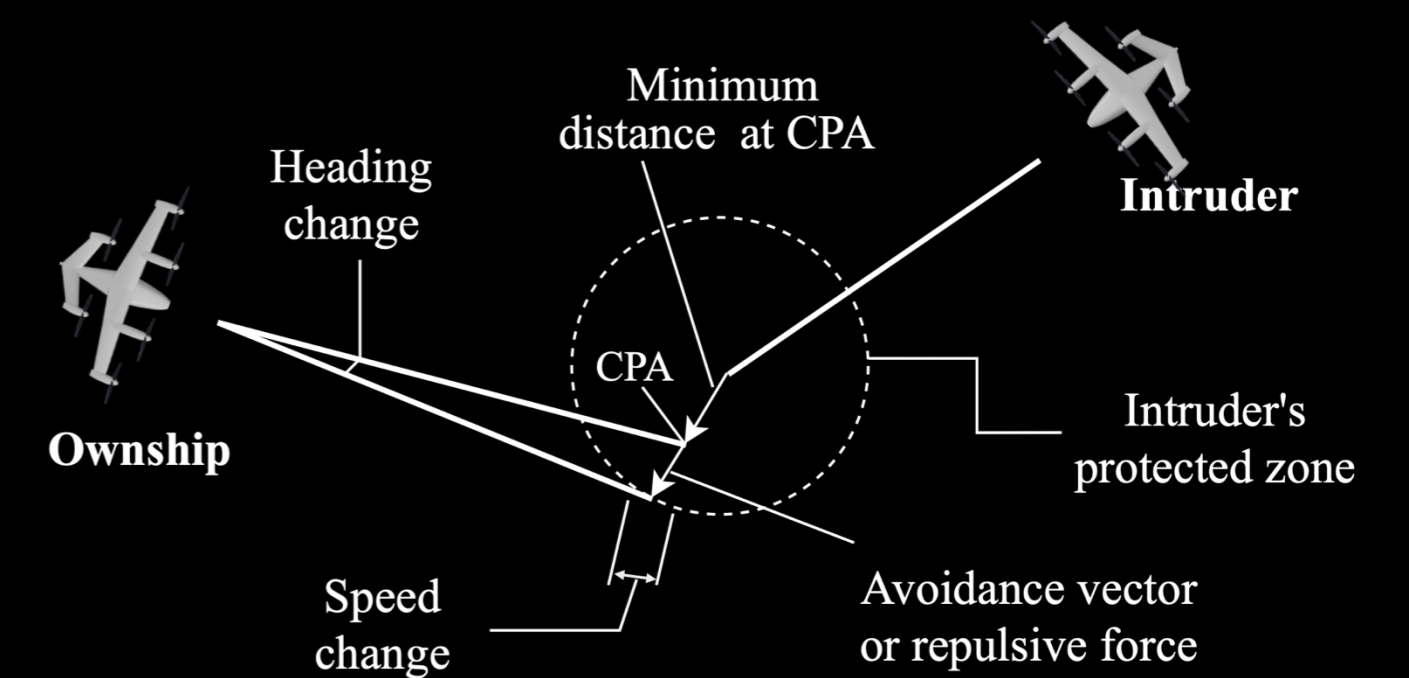 Minimum
distance at CPA
Intruder
Heading
change
Ownship
CPA
Intruder's
protected zone
Speed
change
Avoidance vector
or repulsive force